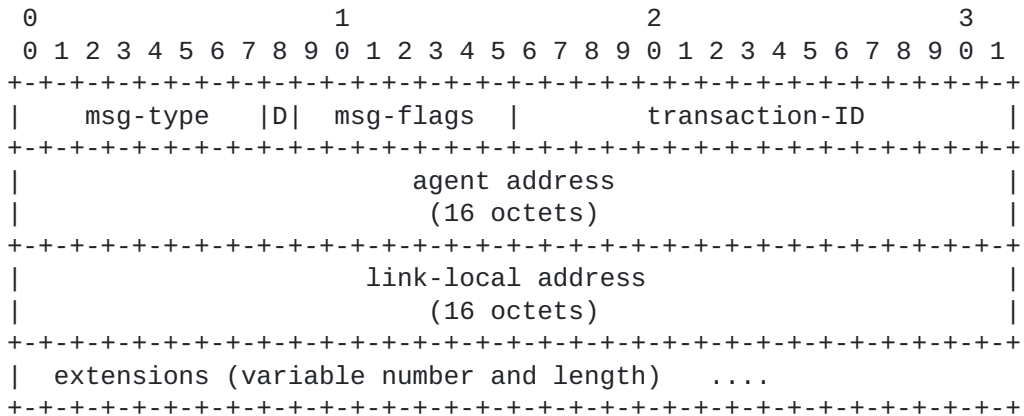 0                   1                   2                   3
 0 1 2 3 4 5 6 7 8 9 0 1 2 3 4 5 6 7 8 9 0 1 2 3 4 5 6 7 8 9 0 1
+-+-+-+-+-+-+-+-+-+-+-+-+-+-+-+-+-+-+-+-+-+-+-+-+-+-+-+-+-+-+-+-+
|    msg-type   |D|  msg-flags  |        transaction-ID         |
+-+-+-+-+-+-+-+-+-+-+-+-+-+-+-+-+-+-+-+-+-+-+-+-+-+-+-+-+-+-+-+-+
|                         agent address                         |
|                          (16 octets)                          |
+-+-+-+-+-+-+-+-+-+-+-+-+-+-+-+-+-+-+-+-+-+-+-+-+-+-+-+-+-+-+-+-+
|                      link-local address                       |
|                          (16 octets)                          |
+-+-+-+-+-+-+-+-+-+-+-+-+-+-+-+-+-+-+-+-+-+-+-+-+-+-+-+-+-+-+-+-+
|  extensions (variable number and length)   ....
+-+-+-+-+-+-+-+-+-+-+-+-+-+-+-+-+-+-+-+-+-+-+-+-+-+-+-+-+-+-+-+-+